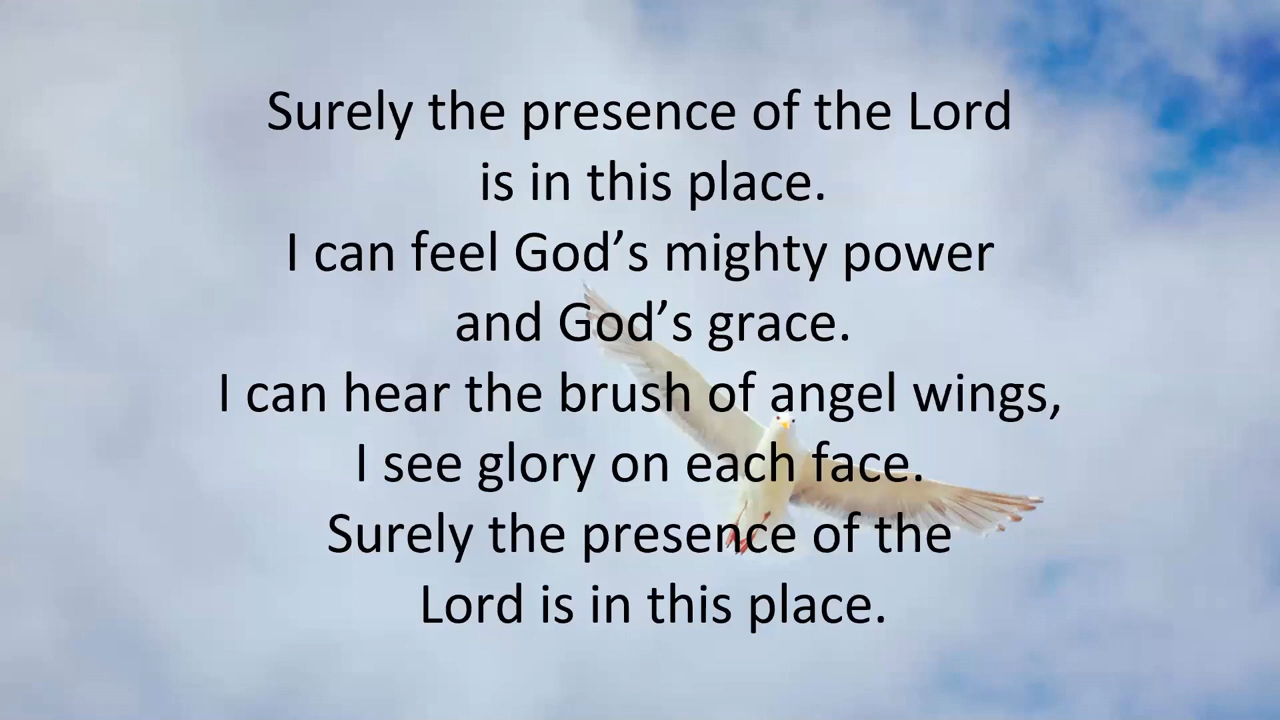 Surely the presence of the Lord
is in this place.
I can feel God’s mighty power
and God’s grace.
I can hear the brush of angel wings,
I see glory on each face.
Surely the presence of the
Lord is in this place.